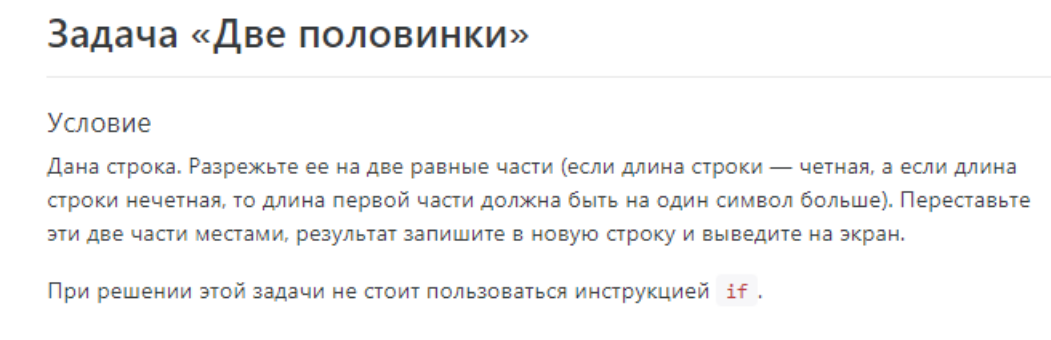 Задача «Две половинки»
Условие
Дана строка. Разрежьте ее на две равные части (если длина строки — четная, а если длина
строки нечетная, то длина первой части должна быть на один символ больше). Переставьте
эти две части местами, результат запишите в новую строку и выведите на экран.
При решении этой задачи не стоит пользоваться инструкцией if.